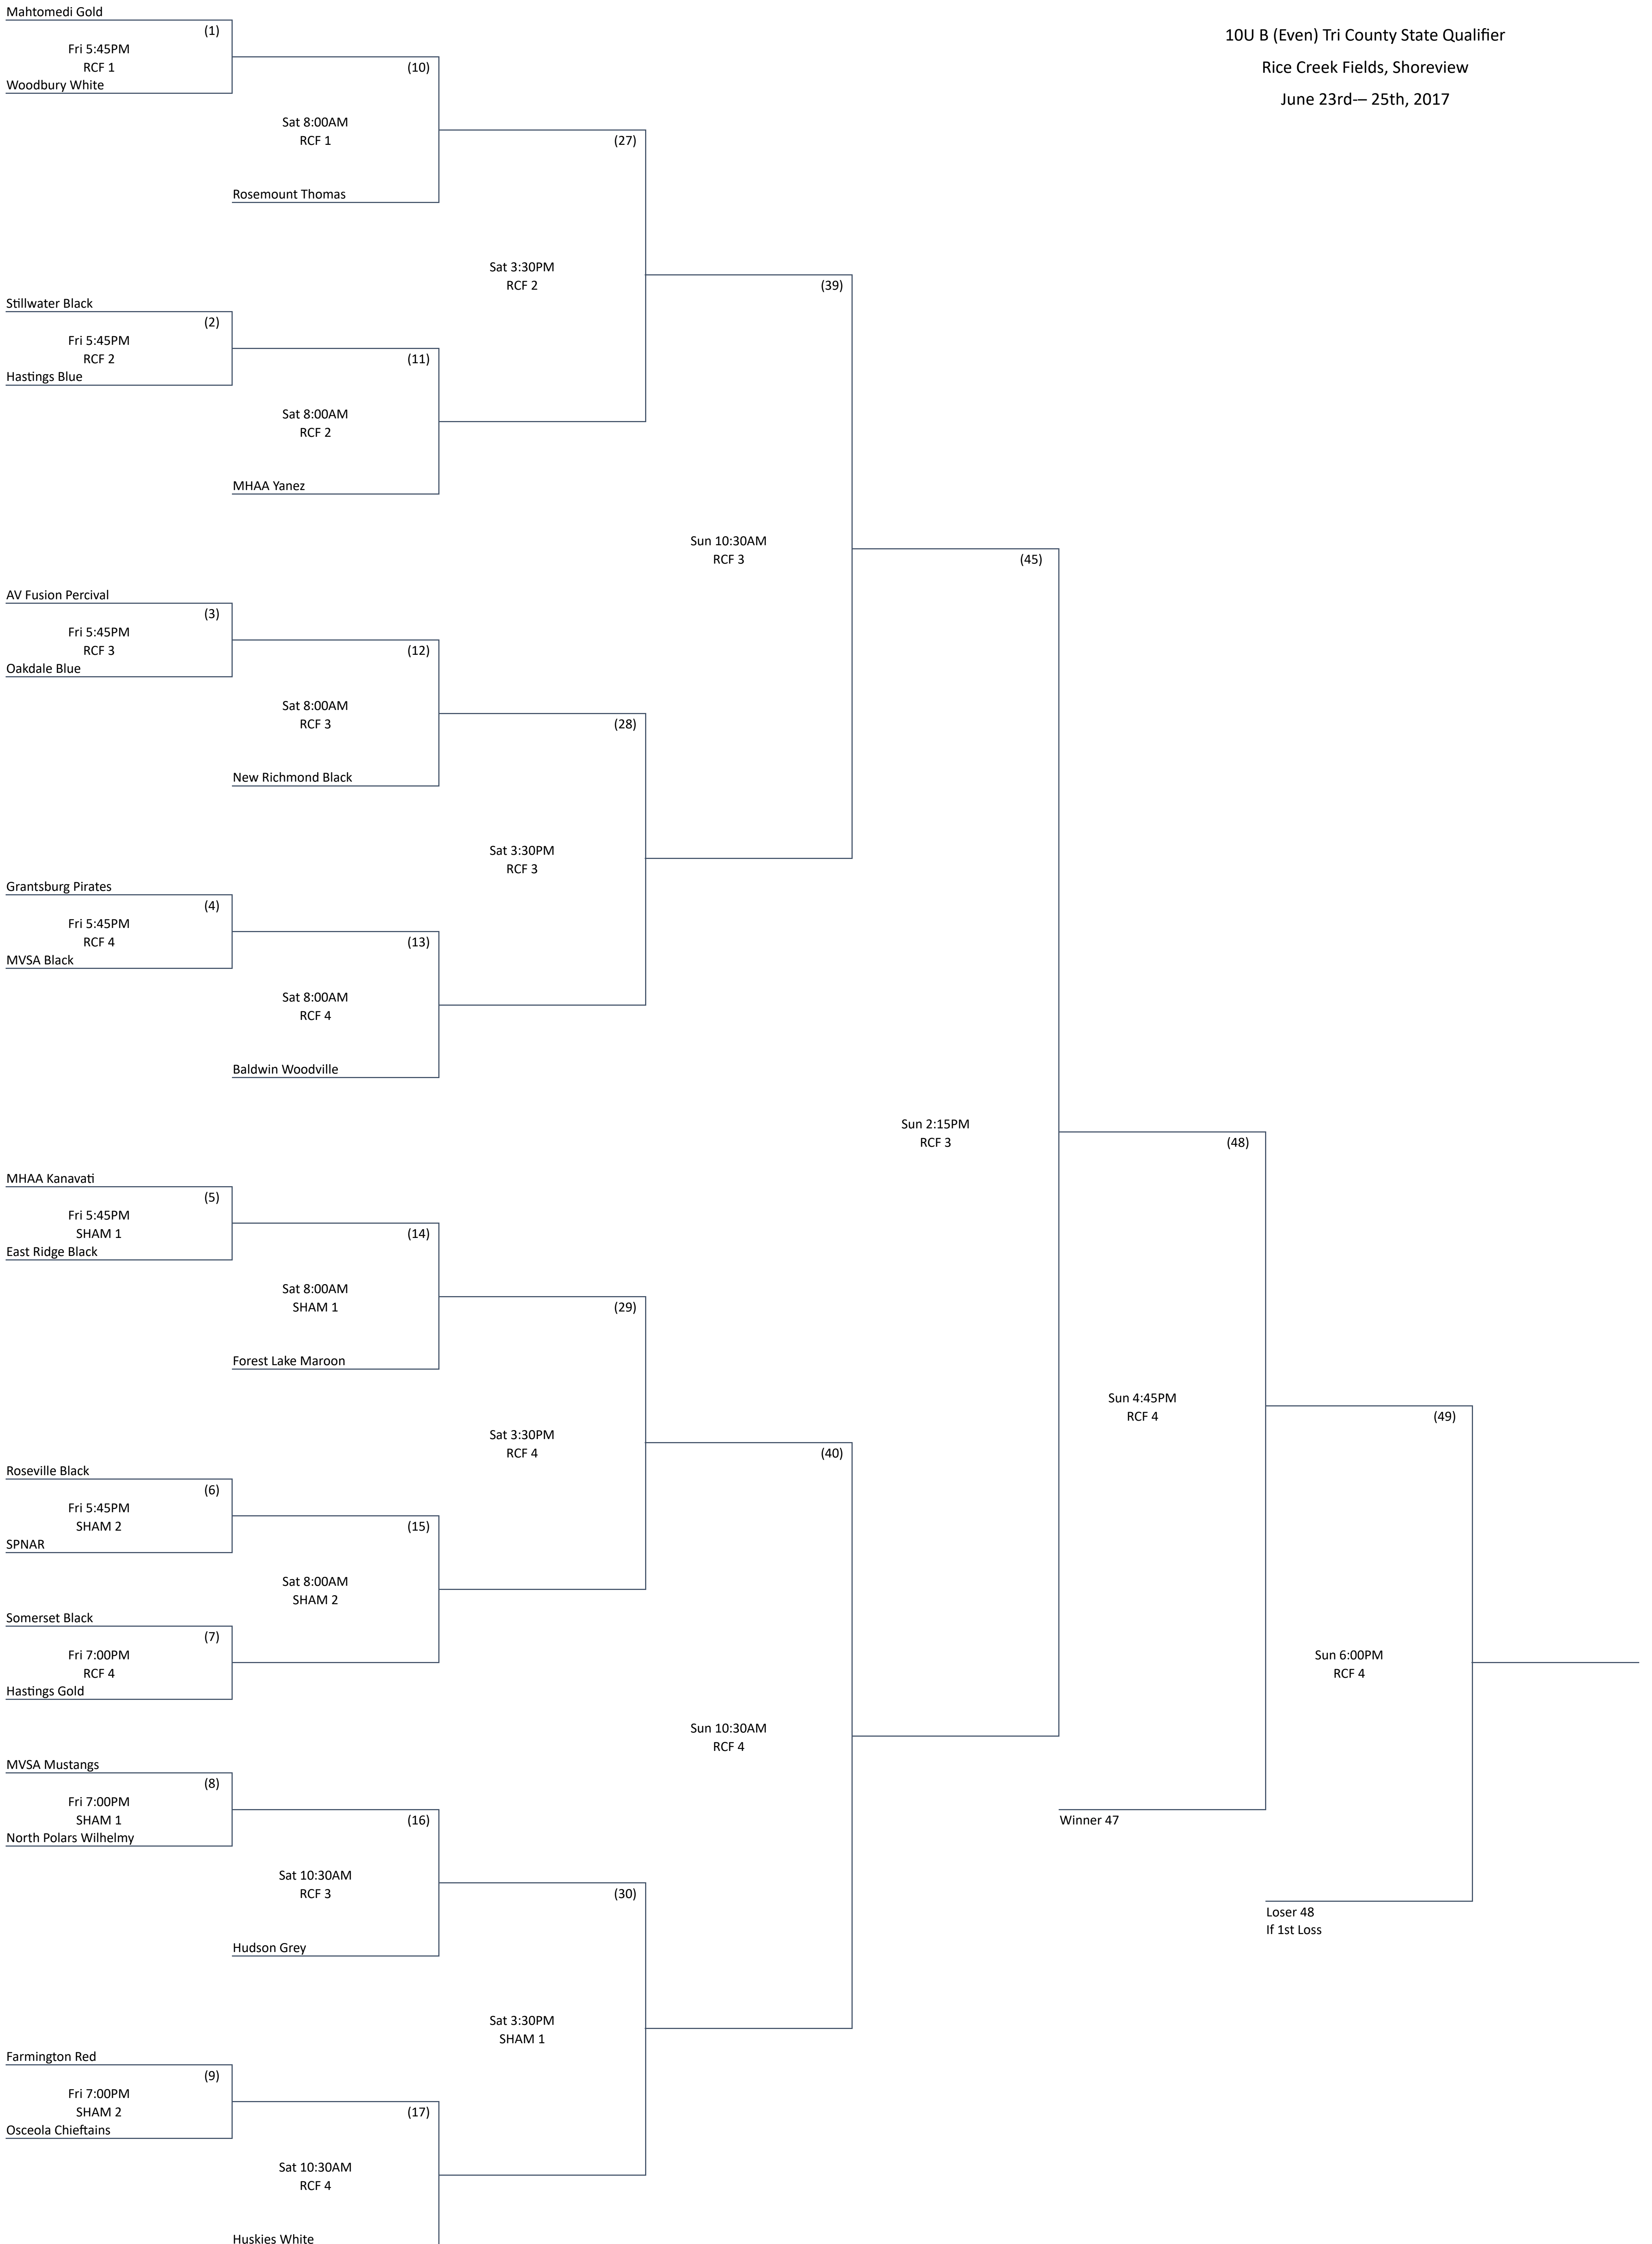 Mahtomedi Gold
(1)
10U B (Even) Tri County State Qualifier
Fri 5:45PM
RCF 1
(10)
Rice Creek Fields, Shoreview
Woodbury White
June 23rd-– 25th, 2017
Sat 8:00AM
RCF 1
(27)
Rosemount Thomas
Sat 3:30PM
RCF 2
(39)
Stillwater Black
(2)
Fri 5:45PM
RCF 2
(11)
Hastings Blue
Sat 8:00AM
RCF 2
MHAA Yanez
Sun 10:30AM
RCF 3
(45)
AV Fusion Percival
(3)
Fri 5:45PM
RCF 3
(12)
Oakdale Blue
Sat 8:00AM
RCF 3
(28)
New Richmond Black
Sat 3:30PM
RCF 3
Grantsburg Pirates
(4)
Fri 5:45PM
RCF 4
(13)
MVSA Black
Sat 8:00AM
RCF 4
Baldwin Woodville
Sun 2:15PM
RCF 3
(48)
MHAA Kanavati
(5)
Fri 5:45PM
SHAM 1
(14)
East Ridge Black
Sat 8:00AM
SHAM 1
(29)
Forest Lake Maroon
Sun 4:45PM
RCF 4
(49)
Sat 3:30PM
RCF 4
(40)
Roseville Black
(6)
Fri 5:45PM
SHAM 2
(15)
SPNAR
Sat 8:00AM
SHAM 2
Somerset Black
(7)
Fri 7:00PM
RCF 4
Sun 6:00PM
RCF 4
Hastings Gold
Sun 10:30AM
RCF 4
MVSA Mustangs
(8)
Fri 7:00PM
SHAM 1
(16)
Winner 47
North Polars Wilhelmy
Sat 10:30AM
RCF 3
(30)
Loser 48
If 1st Loss
Hudson Grey
Sat 3:30PM
SHAM 1
Farmington Red
(9)
Fri 7:00PM
SHAM 2
(17)
Osceola Chieftains
Sat 10:30AM
RCF 4
Huskies White